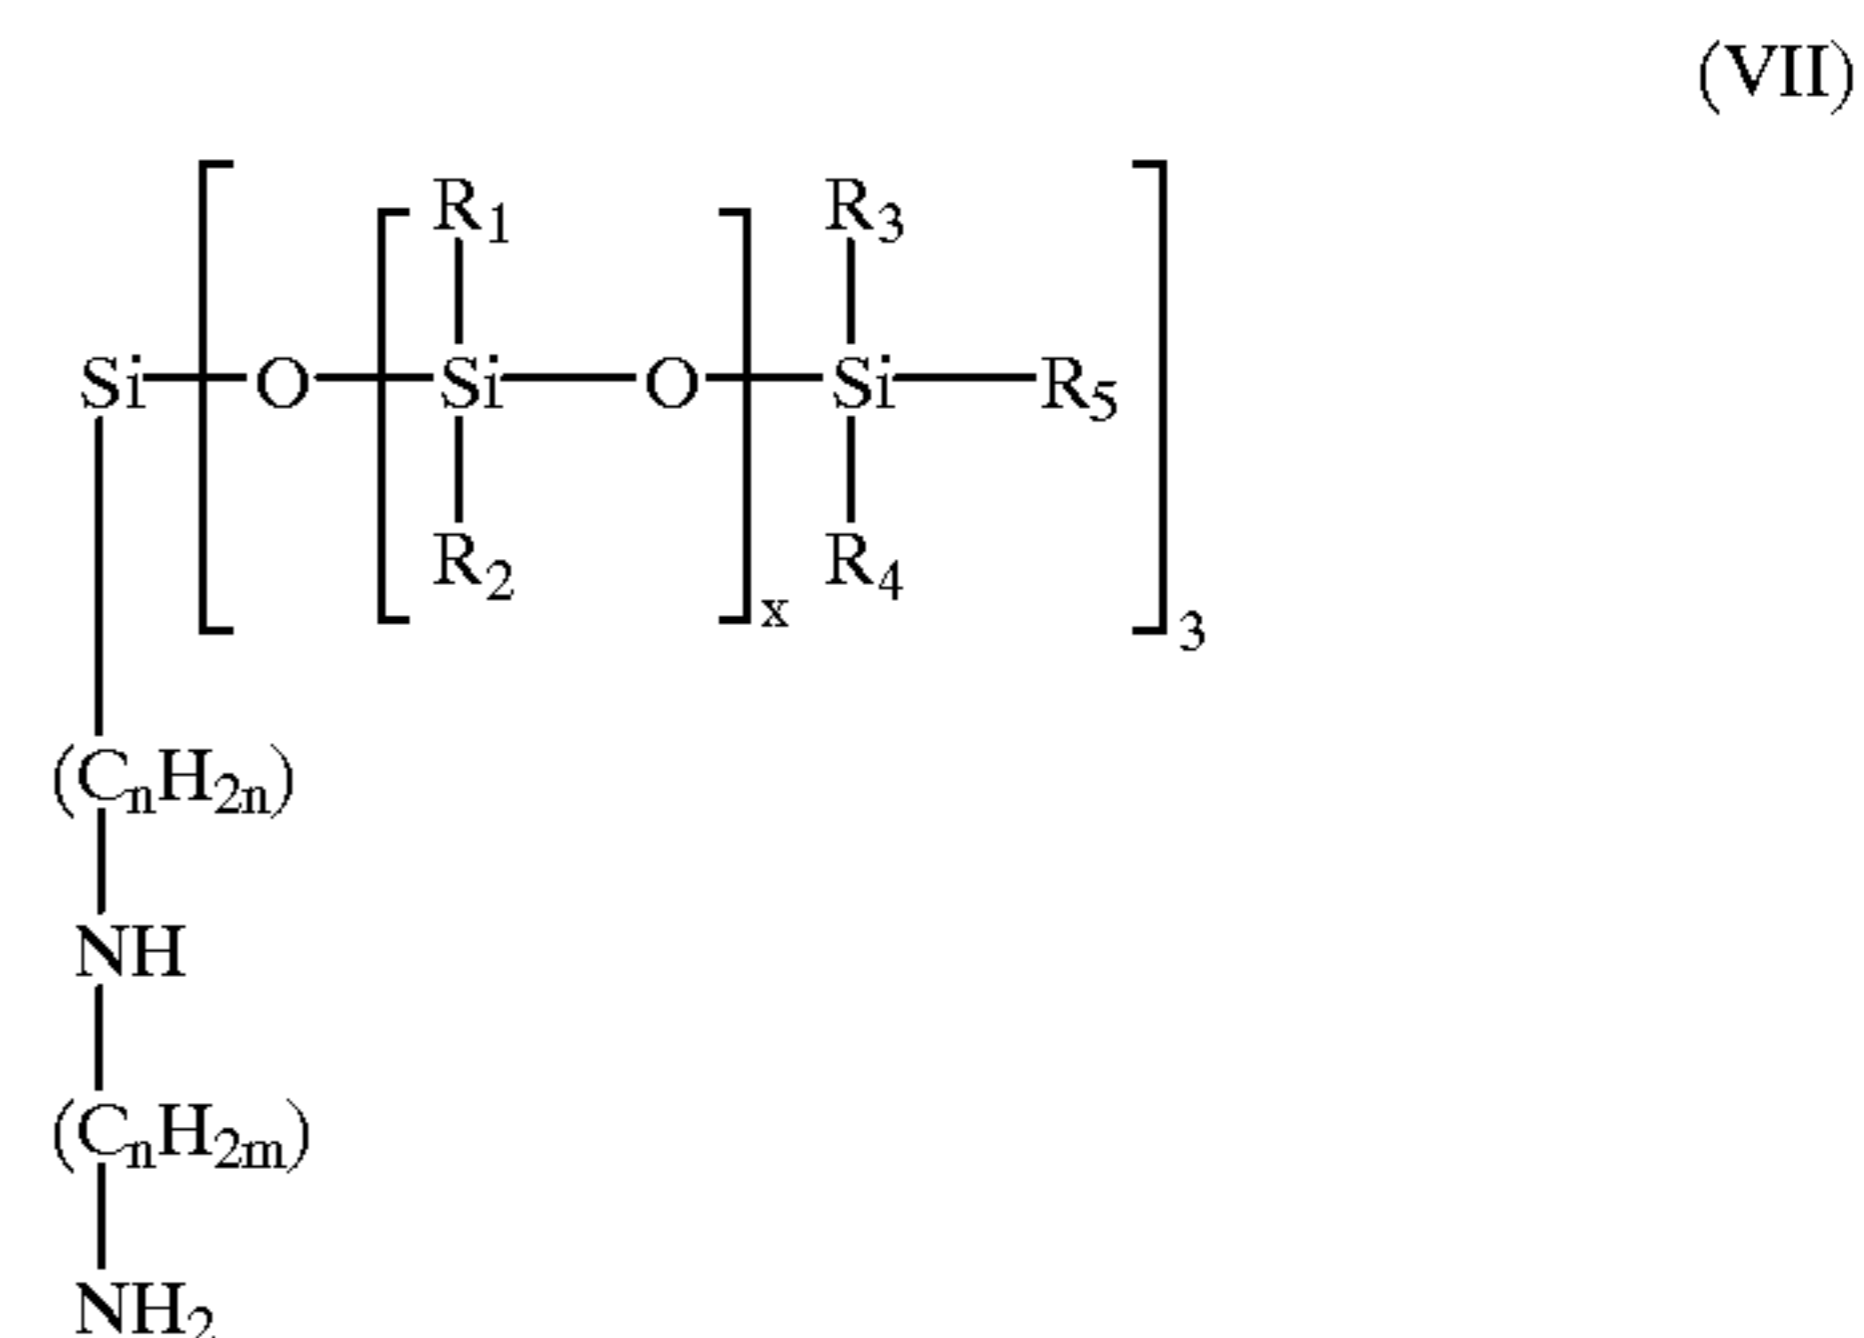 (VII)
R1 R3
Si O Si O Si R5
R2 x R4 3
(CnH2n)
NH
(CnH2m)
NH2